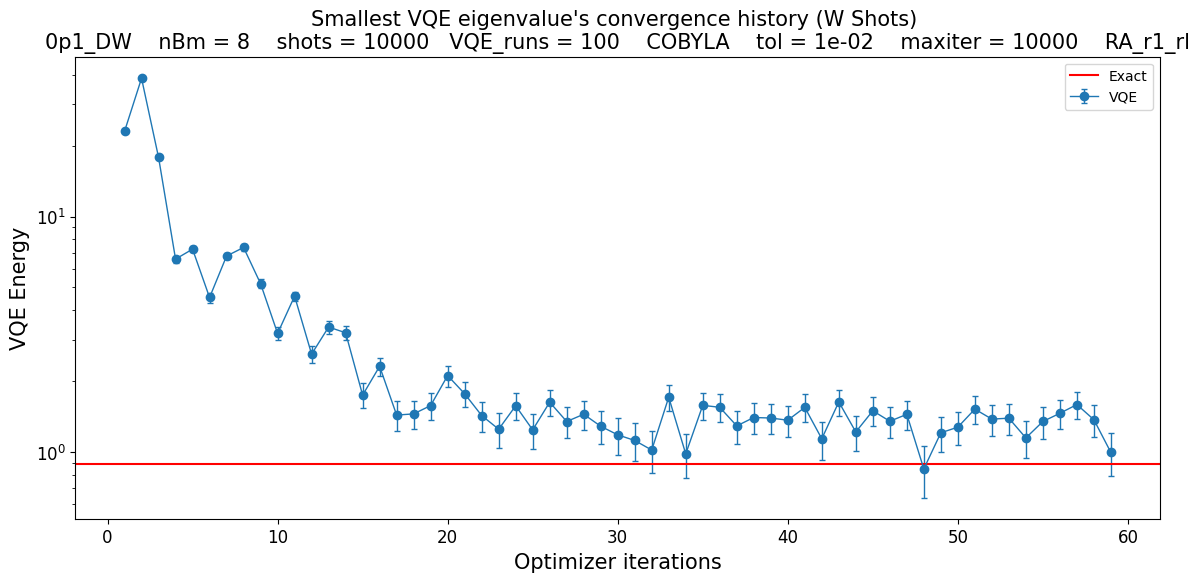 Smallest VQE eigenvalue's convergence history (W Shots)
0p1_DW nBm = 8 shots = 10000 VQE_runs = 100 COBYLA tol = 1e-02 maxiter = 10000 RA_r1_rl
Exact
VQE
VQE Energy
10¹
10⁰
0 10 20 30 40 50 60
Optimizer iterations